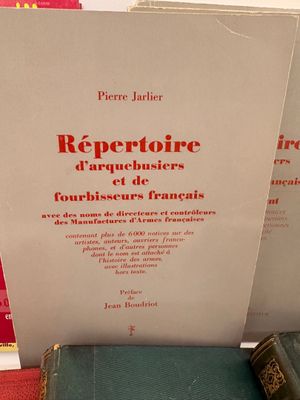 Pierre Jarlier
Répertoire
d'arquebusiers
et de
fourbisseurs français
avec des noms de directeurs et contrôleurs
des Manufactures d'Armes françaises
contenant plus de 6000 notices sur des
artistes, auteurs, ouvriers franco-
phones, et d'autres personnes
dont le nom est attaché à
l'histoire des armes,
avec illustrations
hors texte.
Préface
de
Jean Boudriot